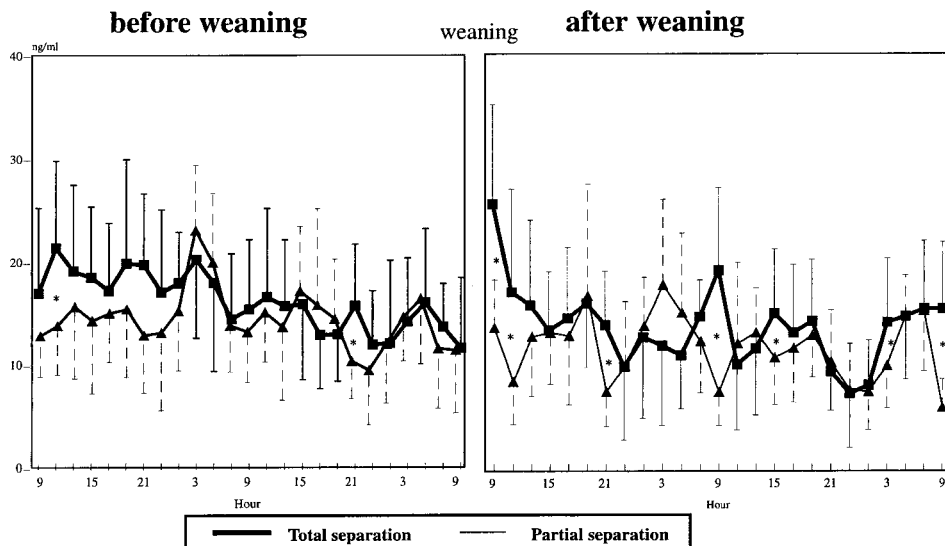 before weaning
weaning
after weaning
ng/ml
40
30
20
10
0
* *
9 15 21 3 9 15 21 3 9
Hour
* * * * * * *
9 15 21 3 9 15 21 3 9
Hour
Total separation Partial separation